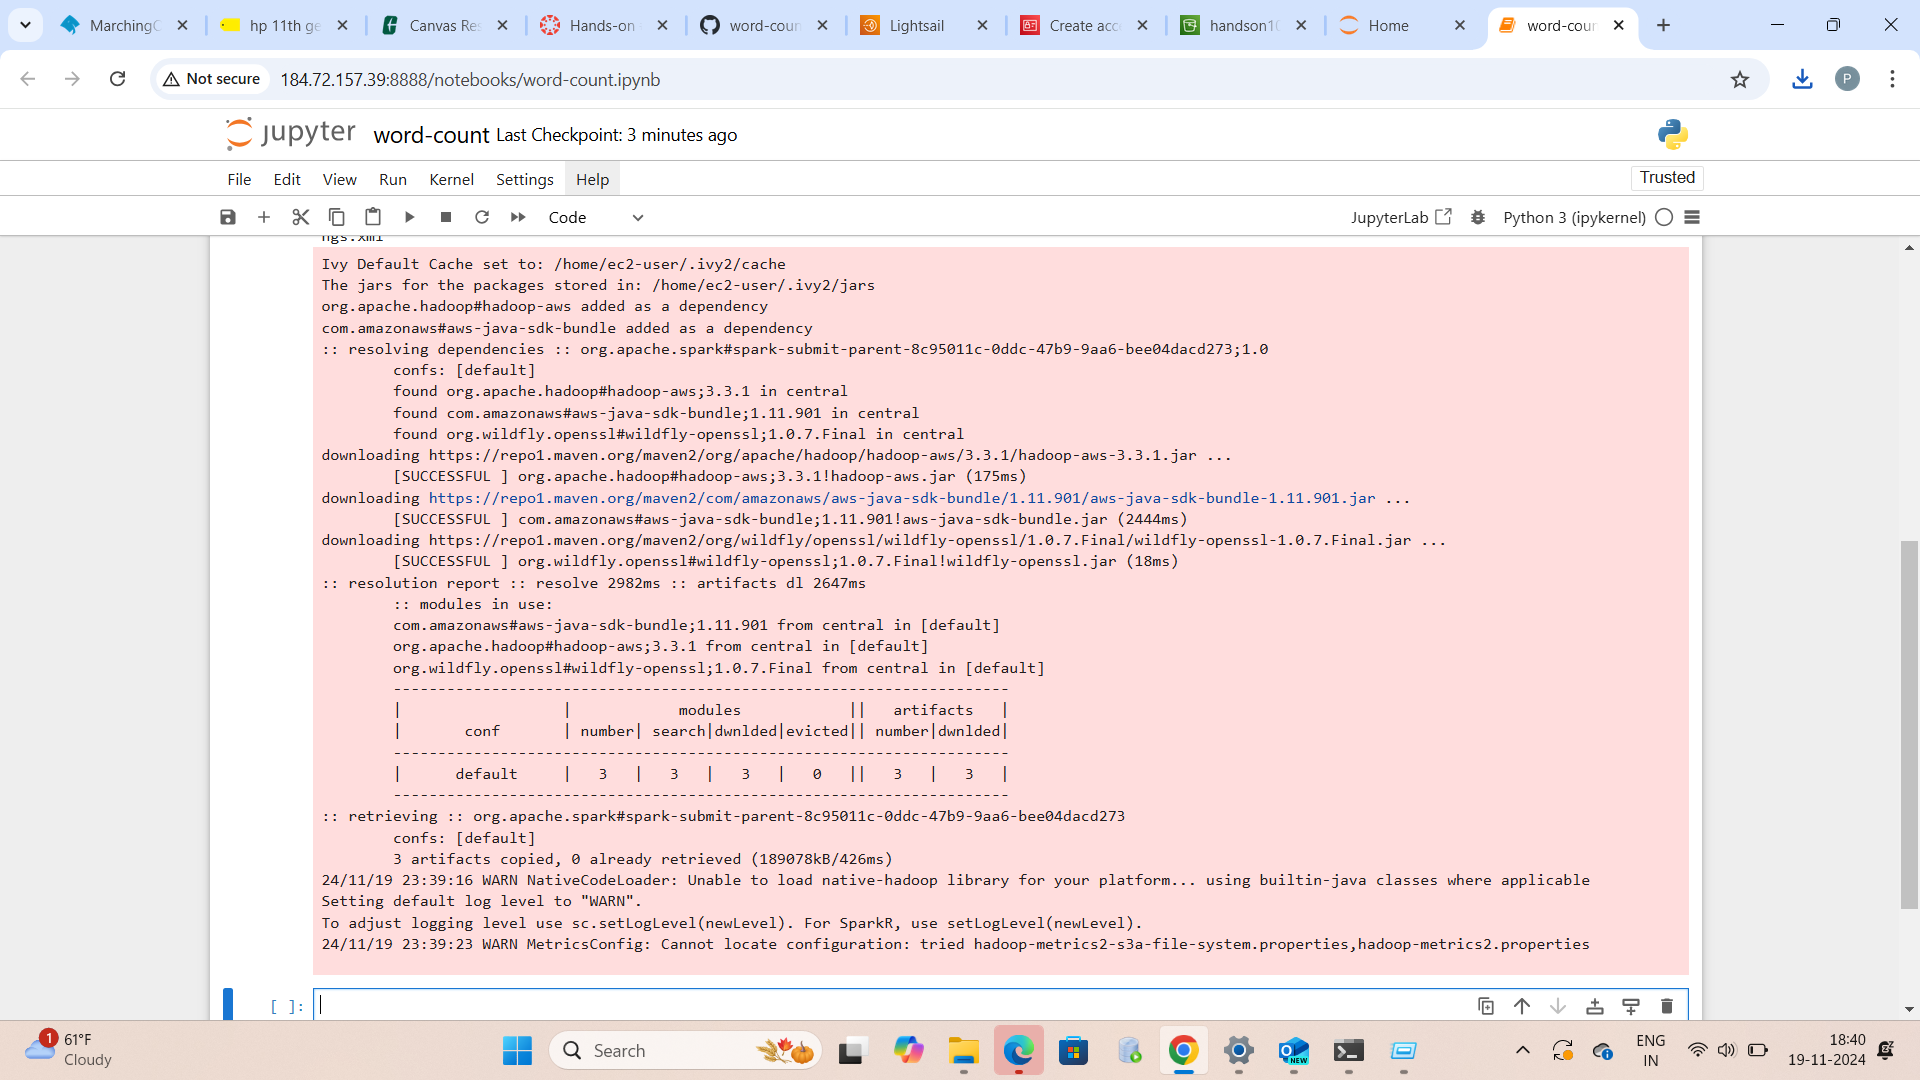 MarchingC
hp 11th ge
Canvas Res
Hands-on
word-coun
Lightsail
Create acc
handson10
Home
word-coun
Not secure
184.72.157.39:8888/notebooks/word-count.ipynb
P
jupyter
word-count Last Checkpoint: 3 minutes ago
File Edit View Run Kernel Settings Help
Trusted
Code
JupyterLab
Python 3 (ipykernel)
ngs.xml
Ivy Default Cache set to: /home/ec2-user/.ivy2/cache
The jars for the packages stored in: /home/ec2-user/.ivy2/jars
org.apache.hadoop#hadoop-aws added as a dependency
com.amazonaws#aws-java-sdk-bundle added as a dependency
:: resolving dependencies :: org.apache.spark#spark-submit-parent-8c95011c-0ddc-47b9-9aa6-bee04dacd273;1.0
confs: [default]
found org.apache.hadoop#hadoop-aws;3.3.1 in central
found com.amazonaws#aws-java-sdk-bundle;1.11.901 in central
found org.wildfly.openssl#wildfly-openssl;1.0.7.Final in central
downloading https://repo1.maven.org/maven2/org/apache/hadoop/hadoop-aws/3.3.1/hadoop-aws-3.3.1.jar ...
[SUCCESSFUL ] org.apache.hadoop#hadoop-aws;3.3.1!hadoop-aws.jar (175ms)
downloading https://repo1.maven.org/maven2/com/amazonaws/aws-java-sdk-bundle/1.11.901/aws-java-sdk-bundle-1.11.901.jar ...
[SUCCESSFUL ] com.amazonaws#aws-java-sdk-bundle;1.11.901!aws-java-sdk-bundle.jar (2444ms)
downloading https://repo1.maven.org/maven2/org/wildfly/openssl/wildfly-openssl/1.0.7.Final/wildfly-openssl-1.0.7.Final.jar ...
[SUCCESSFUL ] org.wildfly.openssl#wildfly-openssl;1.0.7.Final!wildfly-openssl.jar (18ms)
:: resolution report :: resolve 2982ms :: artifacts dl 2647ms
:: modules in use:
com.amazonaws#aws-java-sdk-bundle;1.11.901 from central in [default]
org.apache.hadoop#hadoop-aws;3.3.1 from central in [default]
org.wildfly.openssl#wildfly-openssl;1.0.7.Final from central in [default]
---------------------------------------------------------------------
|                  |            modules            ||   artifacts   |
|       conf       | number| search|dwnlded|evicted|| number|dwnlded|
---------------------------------------------------------------------
|      default     |   3   |   3   |   3   |   0   ||   3   |   3   |
---------------------------------------------------------------------
:: retrieving :: org.apache.spark#spark-submit-parent-8c95011c-0ddc-47b9-9aa6-bee04dacd273
confs: [default]
3 artifacts copied, 0 already retrieved (189078kB/426ms)
24/11/19 23:39:16 WARN NativeCodeLoader: Unable to load native-hadoop library for your platform... using builtin-java classes where applicable
Setting default log level to "WARN".
To adjust logging level use sc.setLogLevel(newLevel). For SparkR, use setLogLevel(newLevel).
24/11/19 23:39:23 WARN MetricsConfig: Cannot locate configuration: tried hadoop-metrics2-s3a-file-system.properties,hadoop-metrics2.properties
[ ]:
1
61°F
Cloudy
Search
NEW
ENG
IN
18:40
19-11-2024